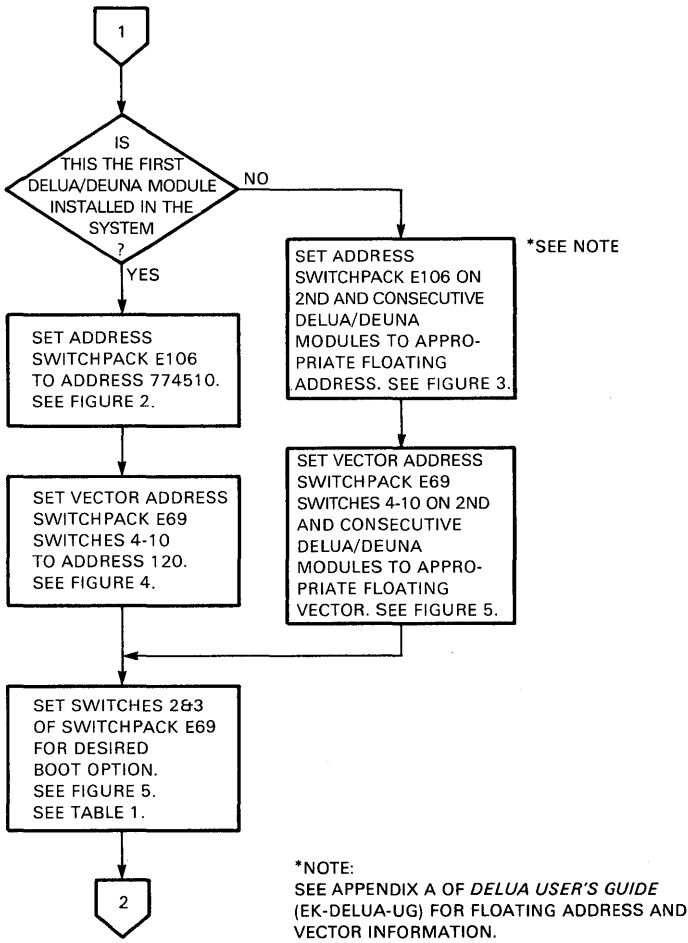 1
IS
THIS THE FIRST
DELUA/DEUNA MODULE
INSTALLED IN THE
SYSTEM
?
NO
YES
SET ADDRESS
SWITCHPACK E106
TO ADDRESS 774510.
SEE FIGURE 2.
SET VECTOR ADDRESS
SWITCHPACK E69
SWITCHES 4-10
TO ADDRESS 120.
SEE FIGURE 4.
*SEE NOTE
SET ADDRESS
SWITCHPACK E106 ON
2ND AND CONSECUTIVE
DELUA/DEUNA
MODULES TO APPRO-
PRIATE FLOATING
ADDRESS. SEE FIGURE 3.
SET VECTOR ADDRESS
SWITCHPACK E69
SWITCHES 4-10 ON 2ND
AND CONSECUTIVE
DELUA/DEUNA
MODULES TO APPRO-
PRIATE FLOATING
VECTOR. SEE FIGURE 5.
SET SWITCHES 2&3
OF SWITCHPACK E69
FOR DESIRED
BOOT OPTION.
SEE FIGURE 5.
SEE TABLE 1.
2
*NOTE:
SEE APPENDIX A OF DELUA USER'S GUIDE
(EK-DELUA-UG) FOR FLOATING ADDRESS AND
VECTOR INFORMATION.